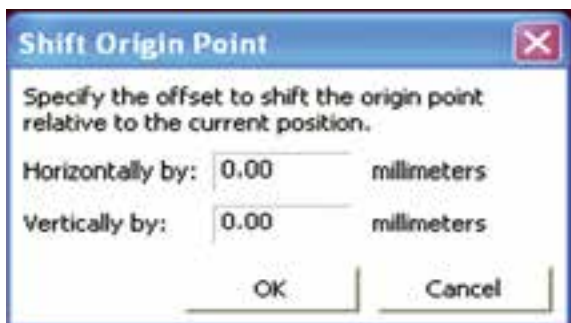 Shift Origin Point
Specify the offset to shift the origin point
relative to the current position.
Horizontally by: 0.00 millimeters
Vertically by: 0.00 millimeters
OK Cancel